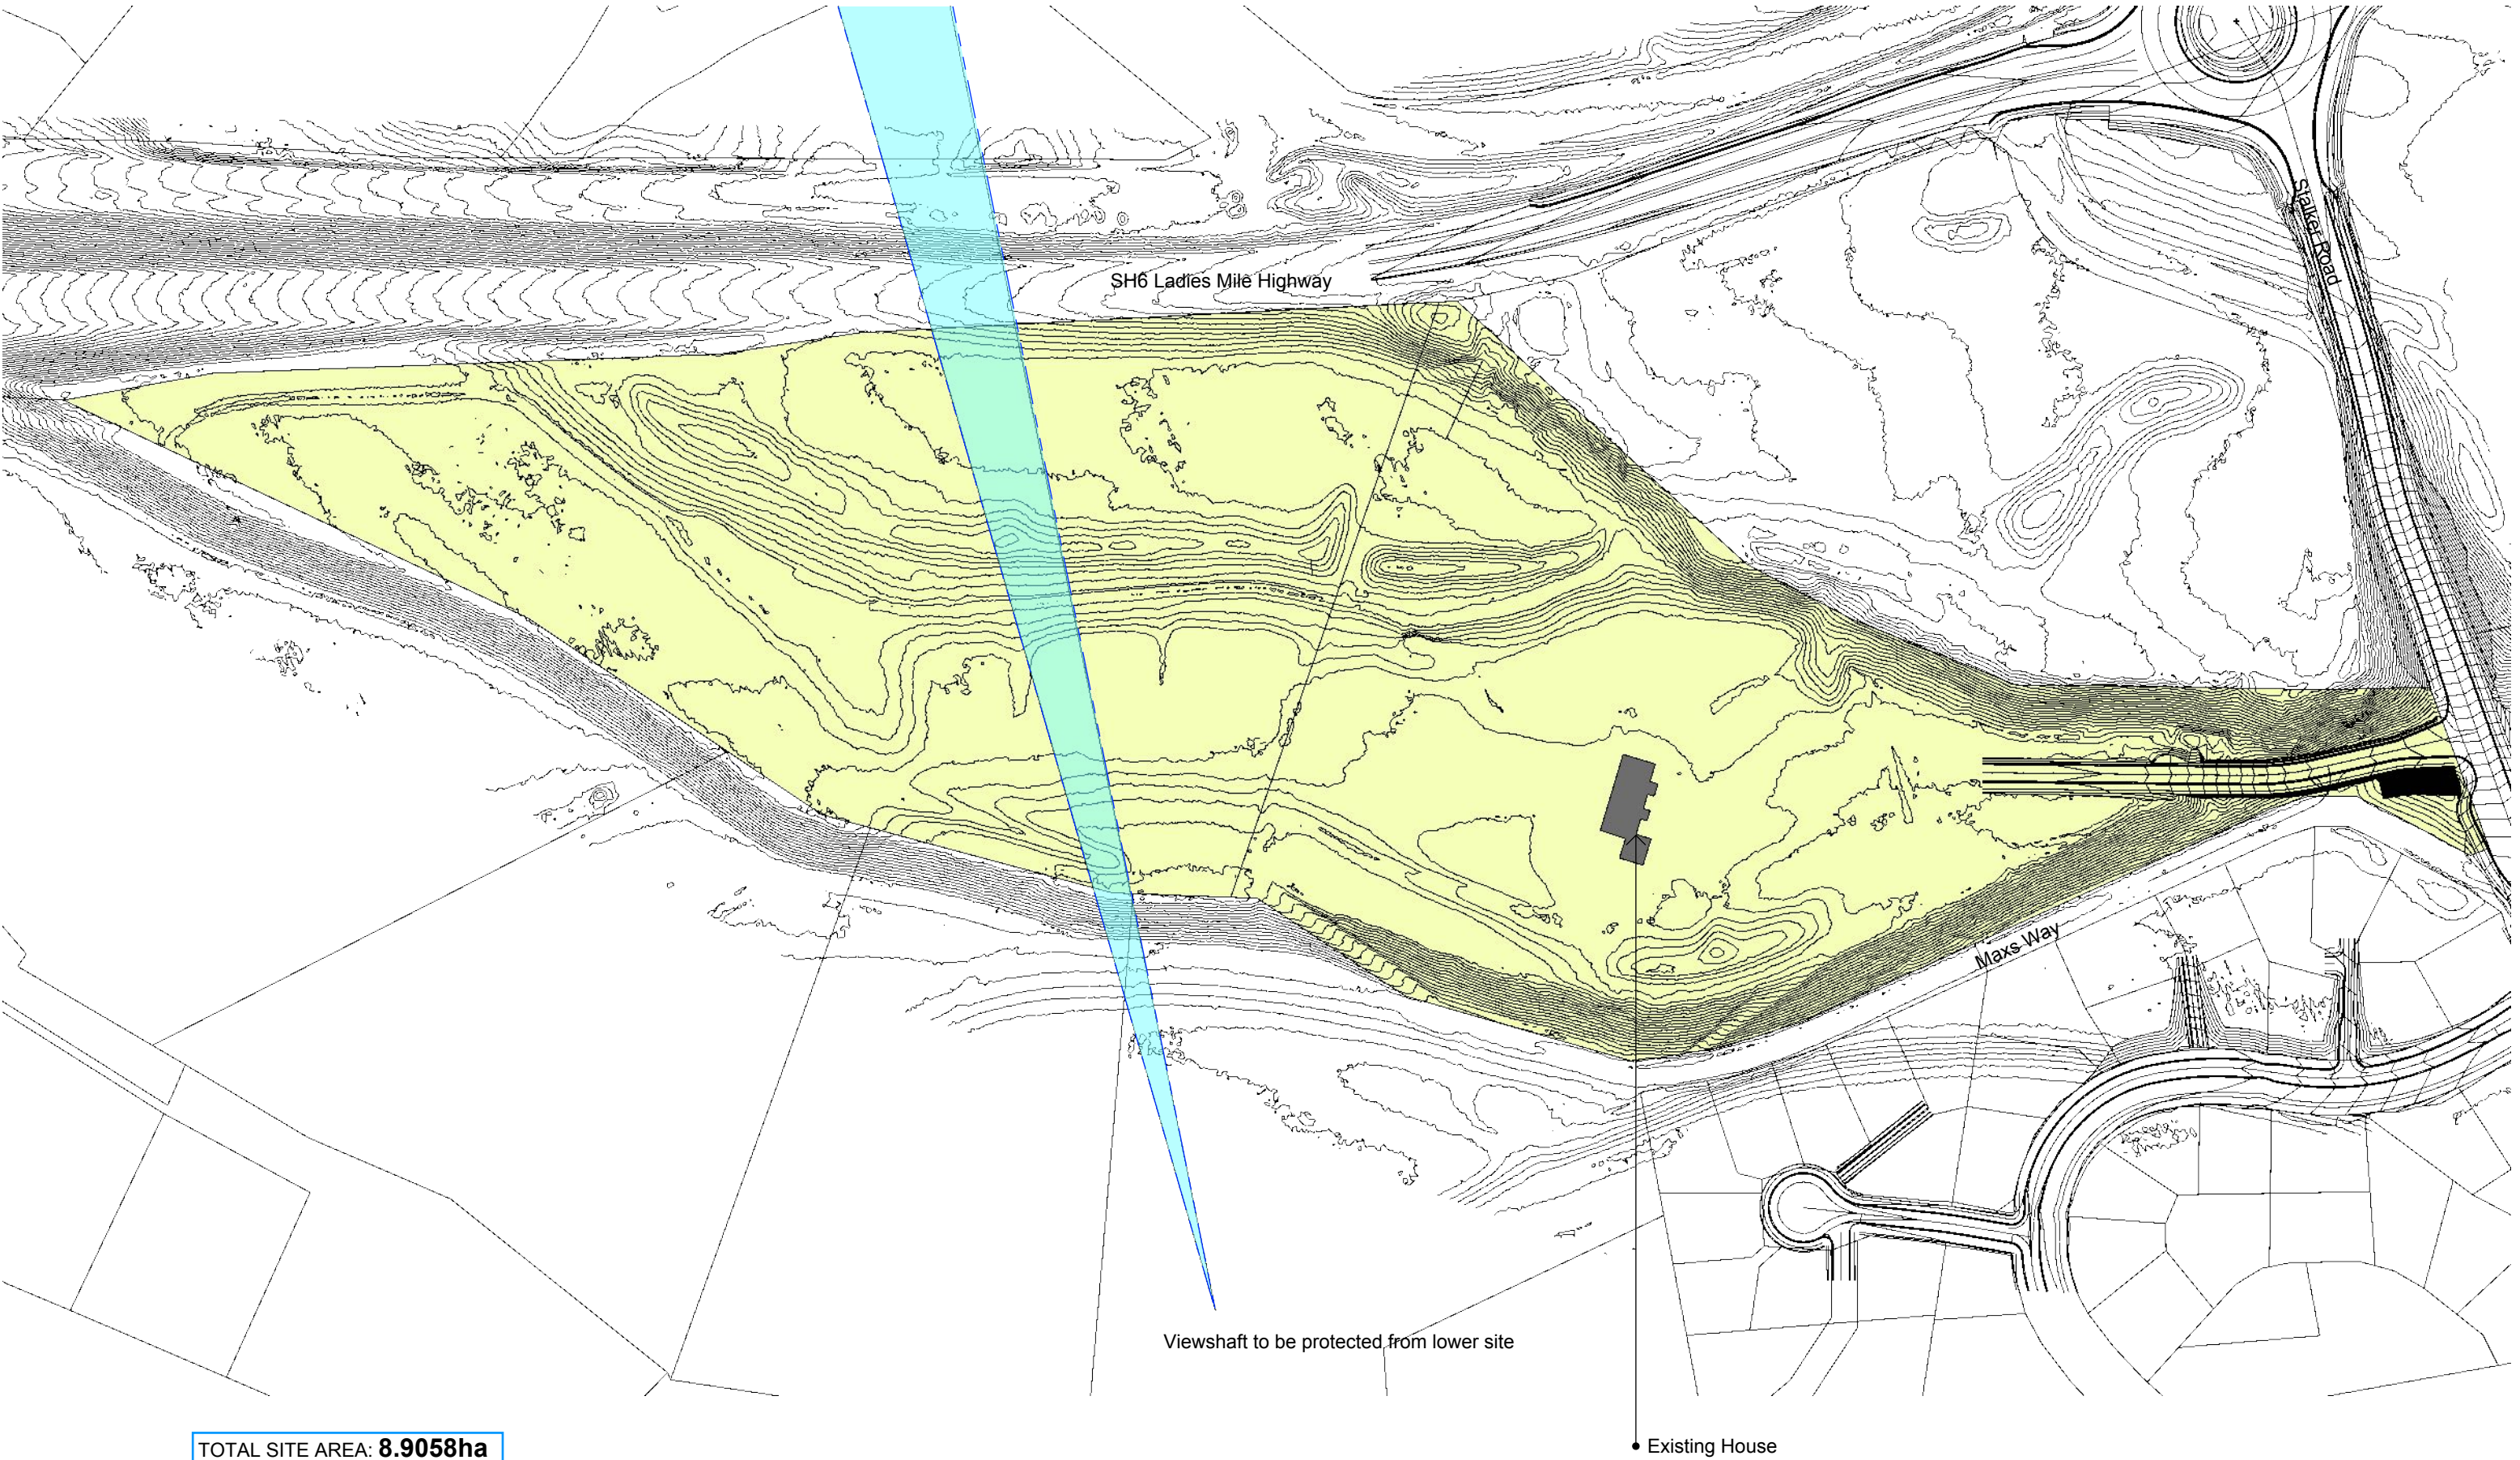 Stalker Road
SH6 Ladies Mile Highway
Maxs Way
Viewshaft to be protected from lower site
TOTAL SITE AREA: 8.9058ha
Existing House